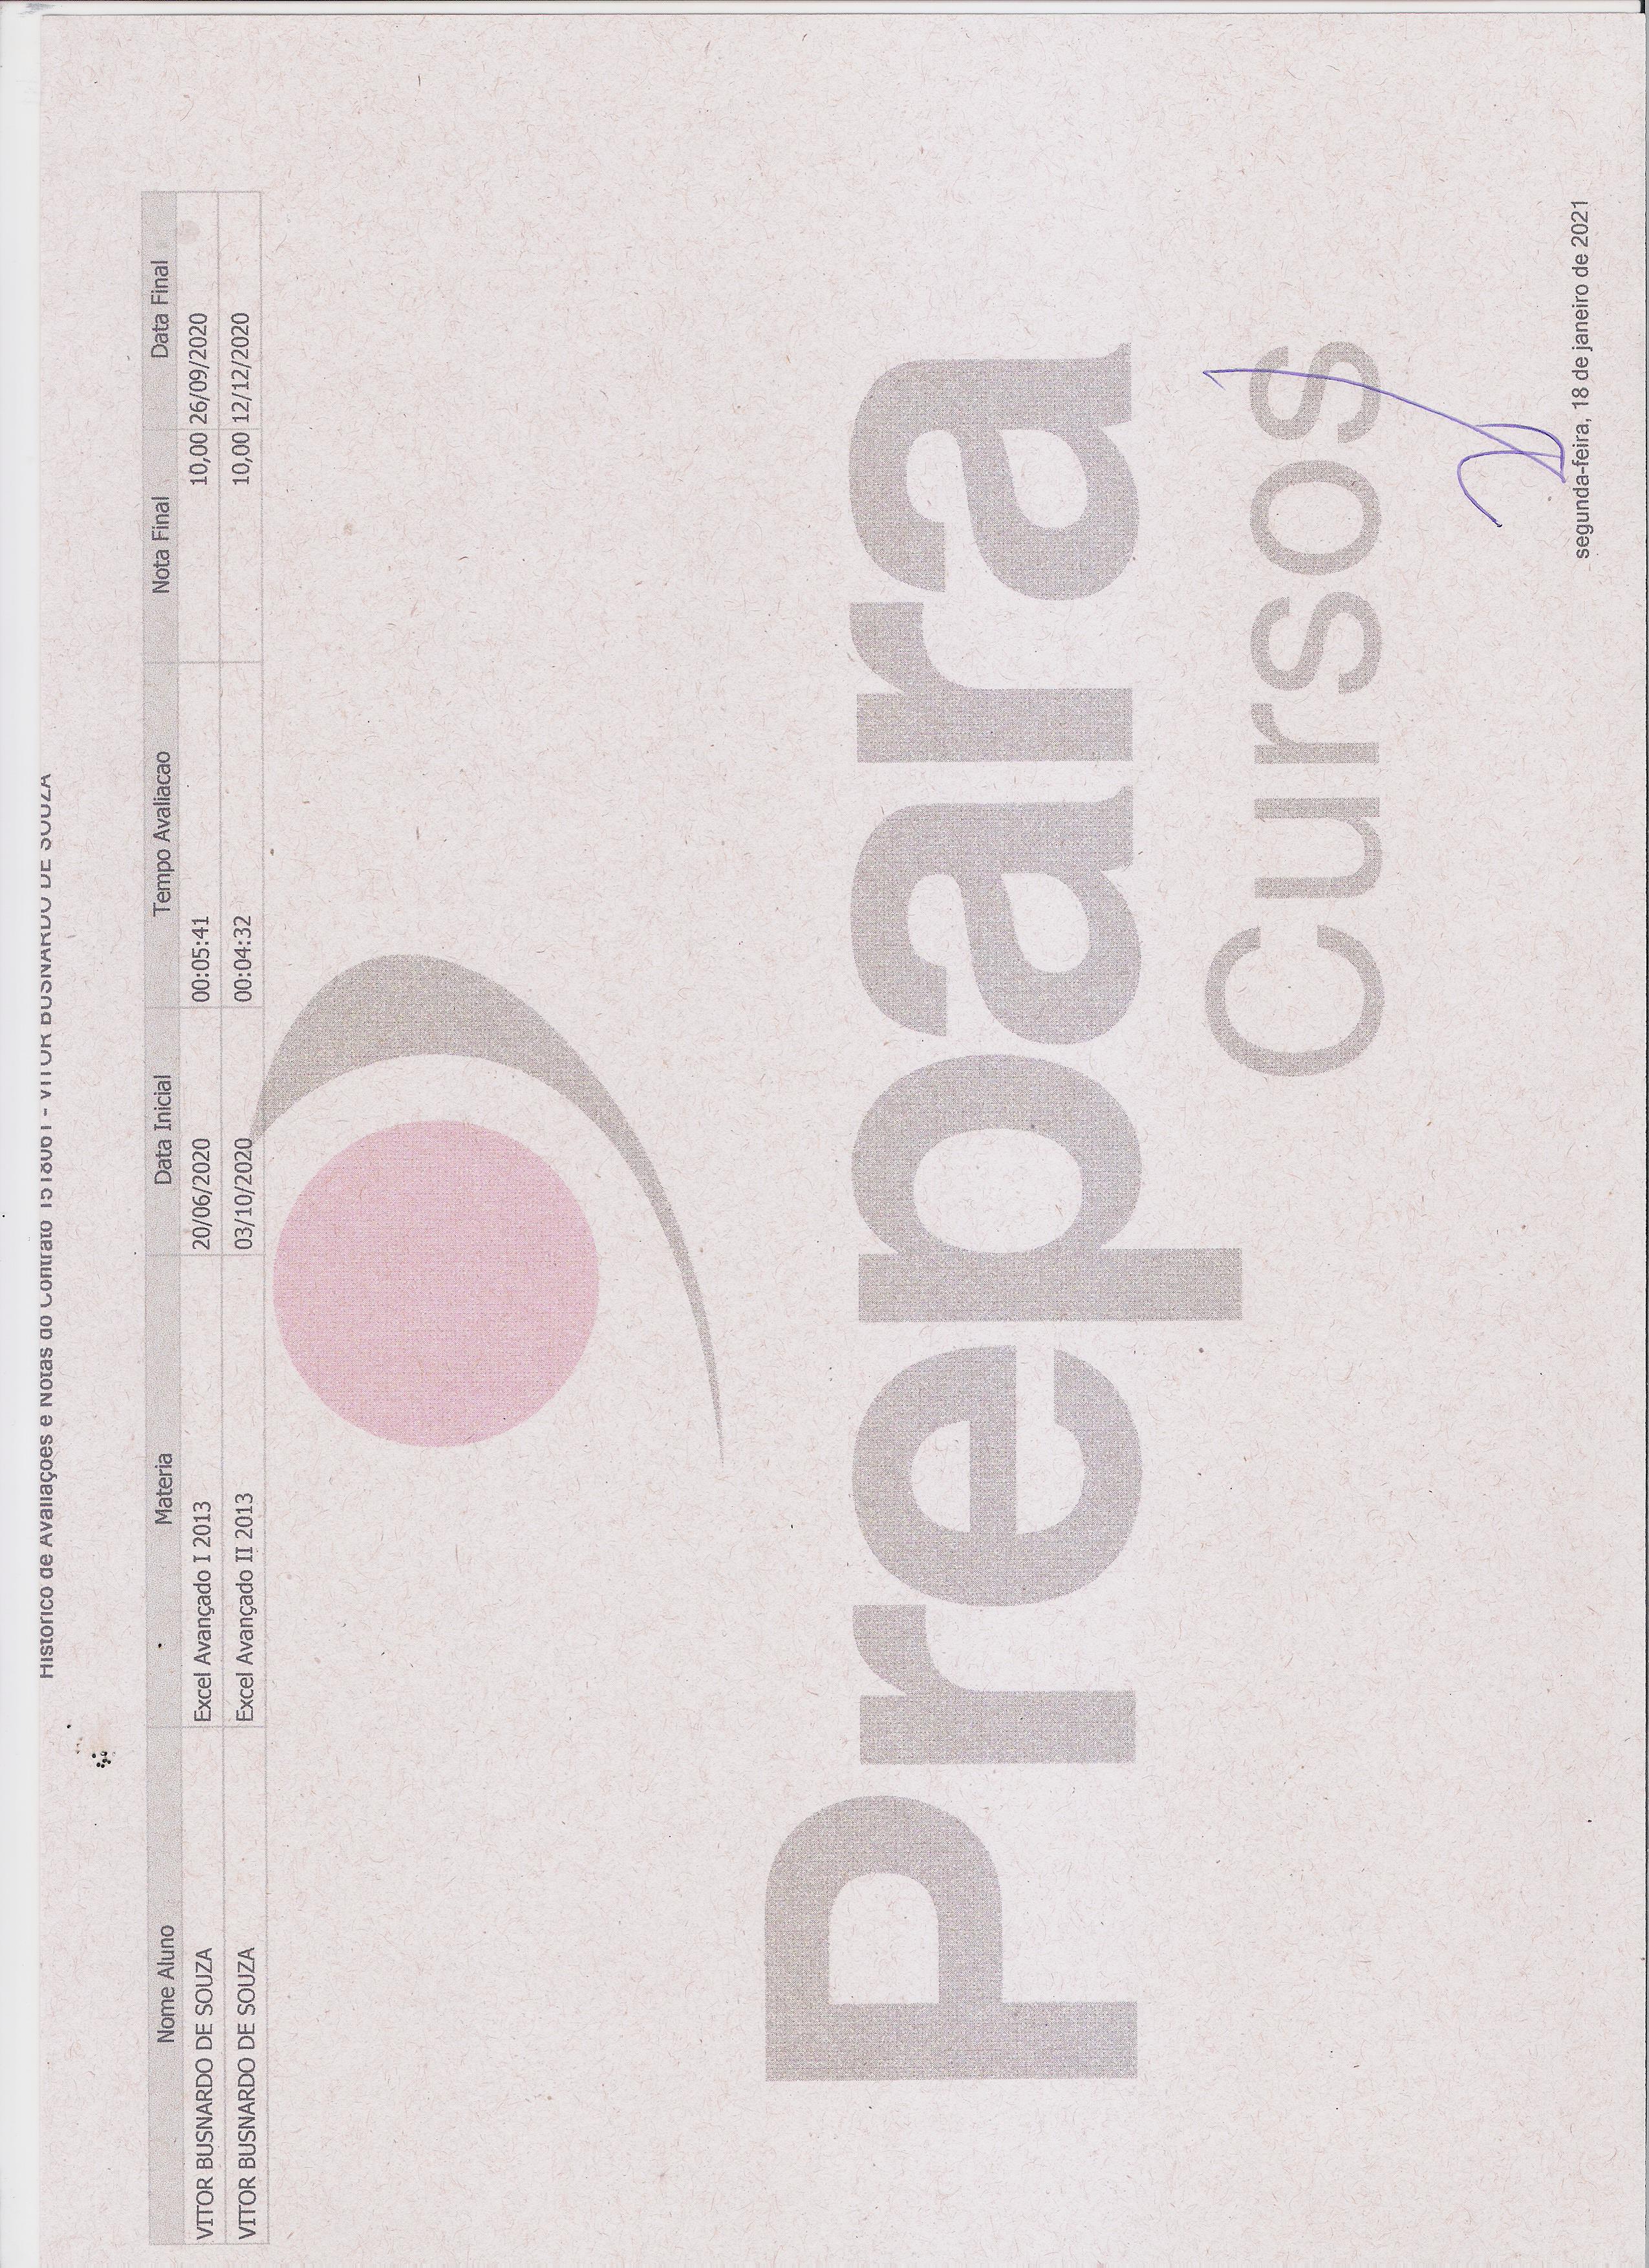 Histórico de Avaliações e Notas do Contrato 1518061 - VITOR BUSNARDO DE SOUZA
Nome Aluno Materia Data Inicial Tempo Avaliacao Nota Final Data Final
VITOR BUSNARDO DE SOUZA Excel Avançado I 2013 20/06/2020 00:05:41 10,00 26/09/2020
VITOR BUSNARDO DE SOUZA Excel Avançado II 2013 03/10/2020 00:04:32 10,00 12/12/2020
Prepara
Cursos
segunda-feira, 18 de janeiro de 2021